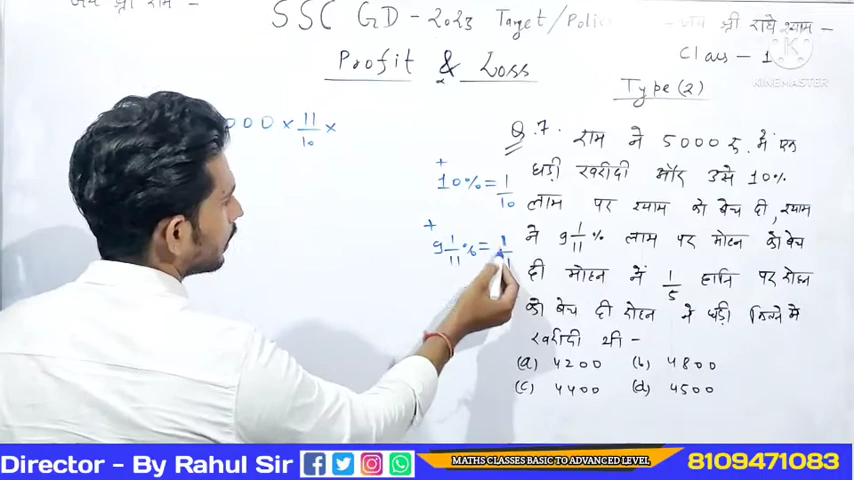 जय श्री राम -
SSC GD - 2023 Target/Polic
- जय श्री राधे श्याम -
Class - 1
KINEMASTER
Profit & Loss
Type (2)
000 × 11/10 ×
+10% = 1/10
+9 1/11 % = 1/
Q.7. राम ने 5000 रु. में एक
घड़ी खरीदी और उसे 10%
लाभ पर श्याम को बेच दी, श्याम
ने 9 1/11 % लाभ पर मोहन को बेच
दी मोहन ने 1/5 हानि पर रोहन
को बेच दी रोहन ने घड़ी कितने में
खरीदी थी -
(a) 4200 (b) 4800
(c) 4400 (d) 4500
Director - By Rahul Sir
MATHS CLASSES BASIC TO ADVANCED LEVEL
8109471083